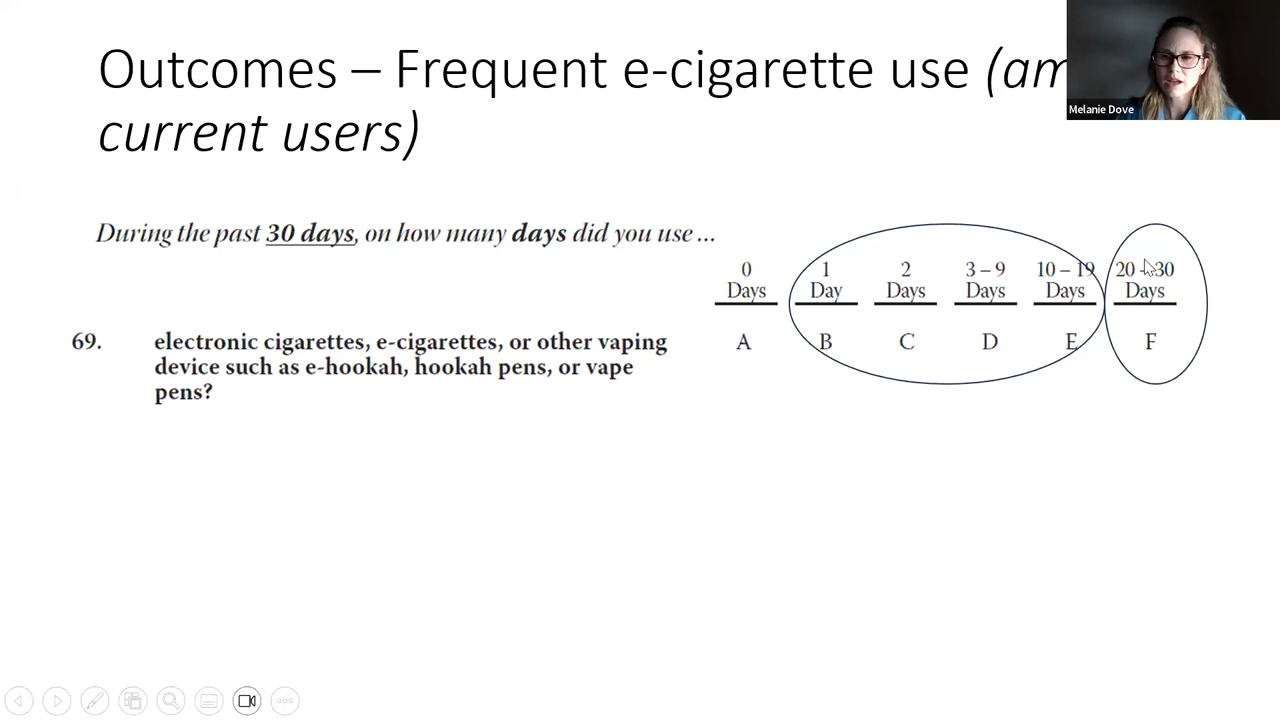 Outcomes – Frequent e-cigarette use (am
current users)
Melanie Dove
During the past 30 days, on how many days did you use ...
0 1 2 3 – 9 10 – 19 20 – 30
Days Day Days Days Days Days
69. electronic cigarettes, e-cigarettes, or other vaping A B C D E F
device such as e-hookah, hookah pens, or vape
pens?